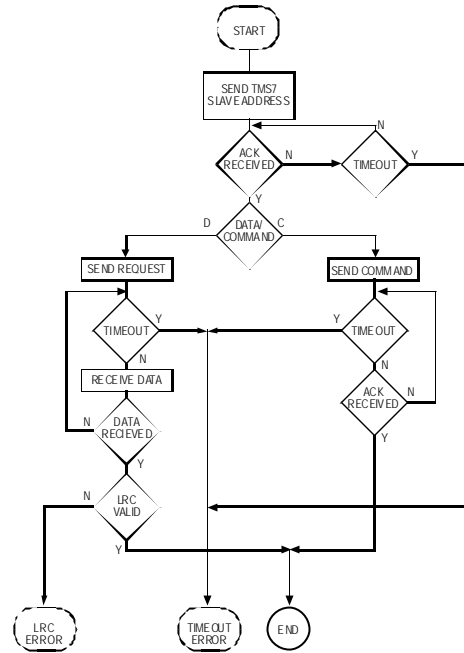 START
SEND TMS7
SLAVE ADDRESS
N
ACK
RECEIVED
N
TIMEOUT
Y
Y
D
DATA/
COMMAND
C
SEND REQUEST
SEND COMMAND
TIMEOUT
Y
Y
TIMEOUT
N
N
RECEIVE DATA
ACK
RECEIVED
N
N
DATA
RECIEVED
Y
Y
N
LRC
VALID
Y
LRC
ERROR
TIMEOUT
ERROR
END